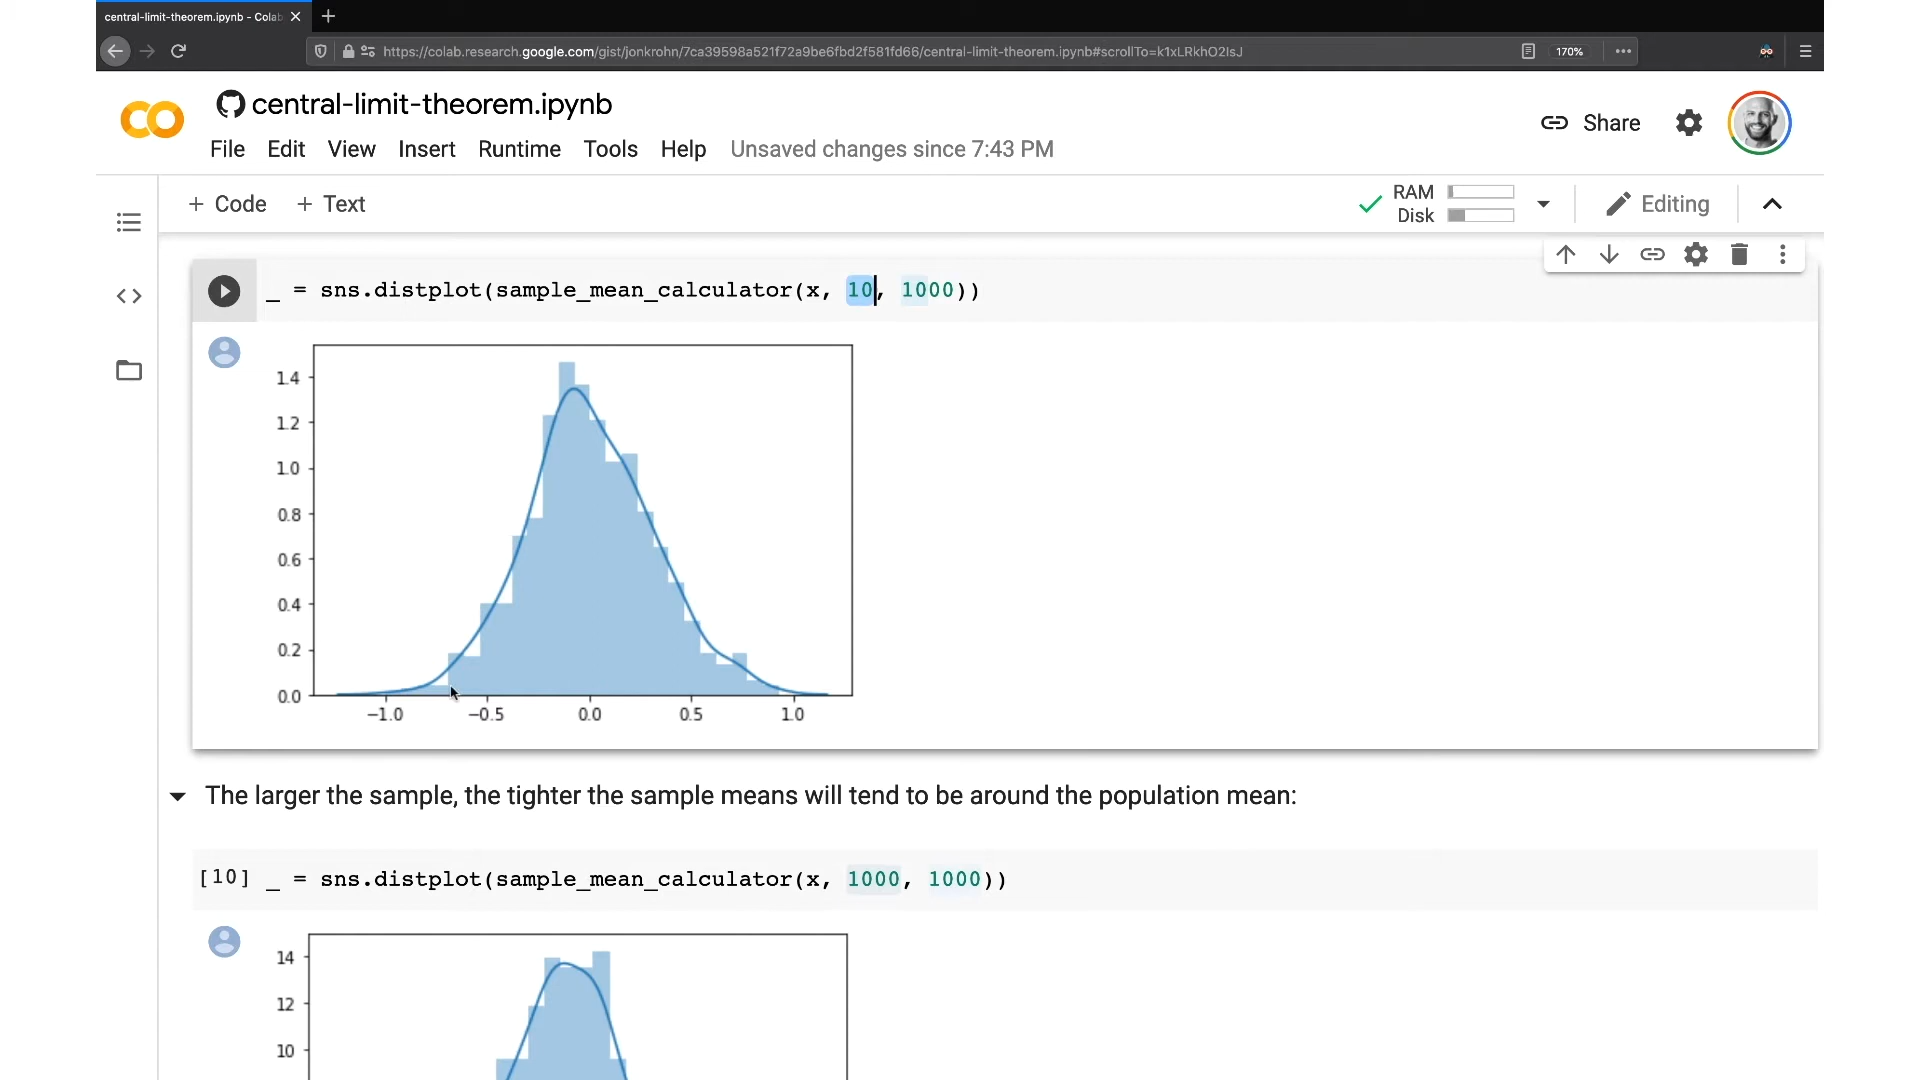 central-limit-theorem.ipynb - Colab
https://colab.research.google.com/gist/jonkrohn/7ca39598a521f72a9be6fbd2f581fd66/central-limit-theorem.ipynb#scrollTo=k1xLRkhO2IsJ
170%
central-limit-theorem.ipynb
Share
File Edit View Insert Runtime Tools Help Unsaved changes since 7:43 PM
+ Code + Text
RAM
Disk
Editing
_ = sns.distplot(sample_mean_calculator(x, 10, 1000))
1.4
1.2
1.0
0.8
0.6
0.4
0.2
0.0
−1.0 −0.5 0.0 0.5 1.0
The larger the sample, the tighter the sample means will tend to be around the population mean:
[10] _ = sns.distplot(sample_mean_calculator(x, 1000, 1000))
14
12
10